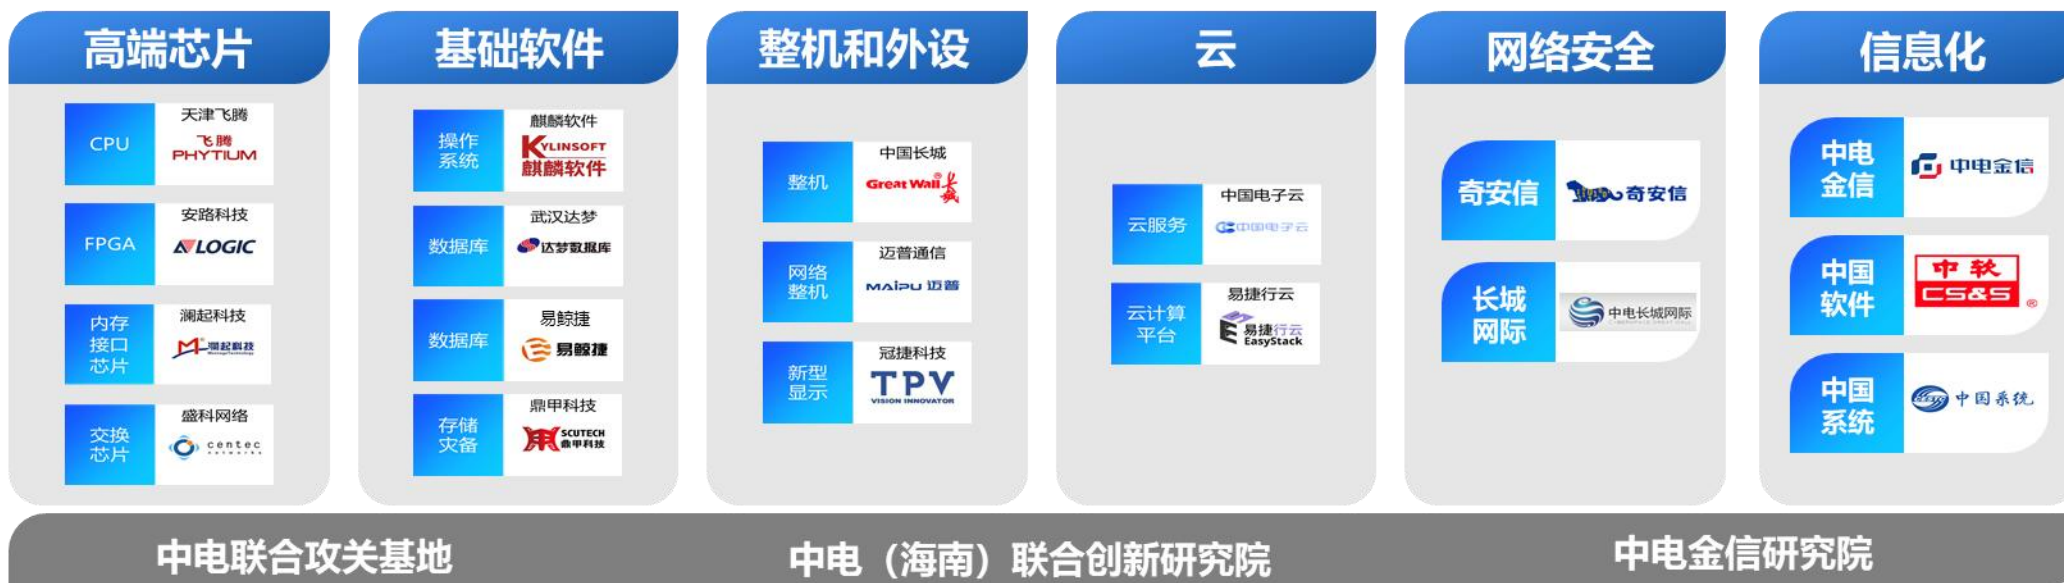 高端芯片
CPU
天津飞腾
飞腾
PHYTIUM
FPGA
安路科技
ANLOGIC
内存
接口
芯片
澜起科技
澜起科技
交换
芯片
盛科网络
centec
networks
基础软件
操作
系统
麒麟软件
KYLINSOFT
麒麟软件
数据库
武汉达梦
达梦数据库
数据库
易鲸捷
易鲸捷
存储
灾备
鼎甲科技
SCUTECH
鼎甲科技
整机和外设
整机
中国长城
Great Wall®
长城
网络
整机
迈普通信
MAIPU 迈普
新型
显示
冠捷科技
TPV
VISION INNOVATOR
云
云服务
中国电子云
中国电子云
云计算
平台
易捷行云
易捷行云
EasyStack
网络安全
奇安信
奇安信
长城
网际
中电长城网际
信息化
中电
金信
中电金信
中国
软件
中软
CS&S®
中国
系统
中国系统
中电联合攻关基地
中电（海南）联合创新研究院
中电金信研究院